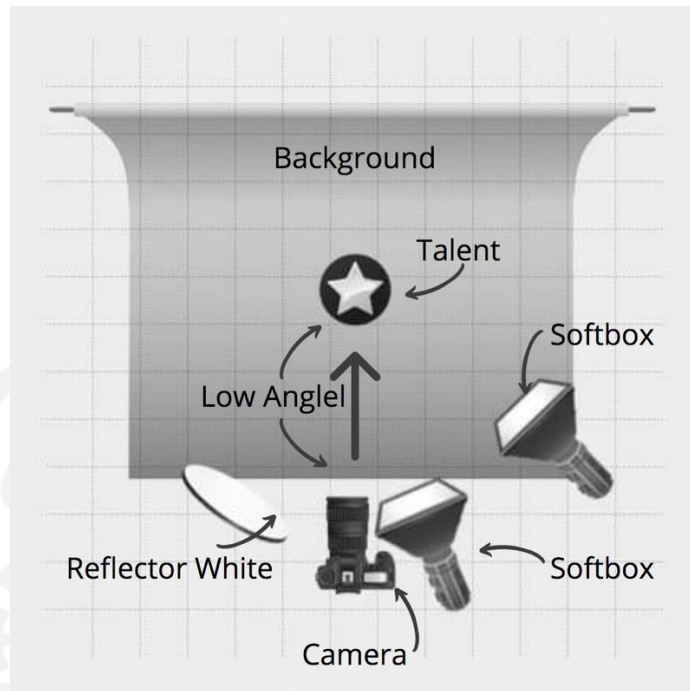 Background
Talent
Softbox
Low Anglel
Reflector White
Softbox
Camera